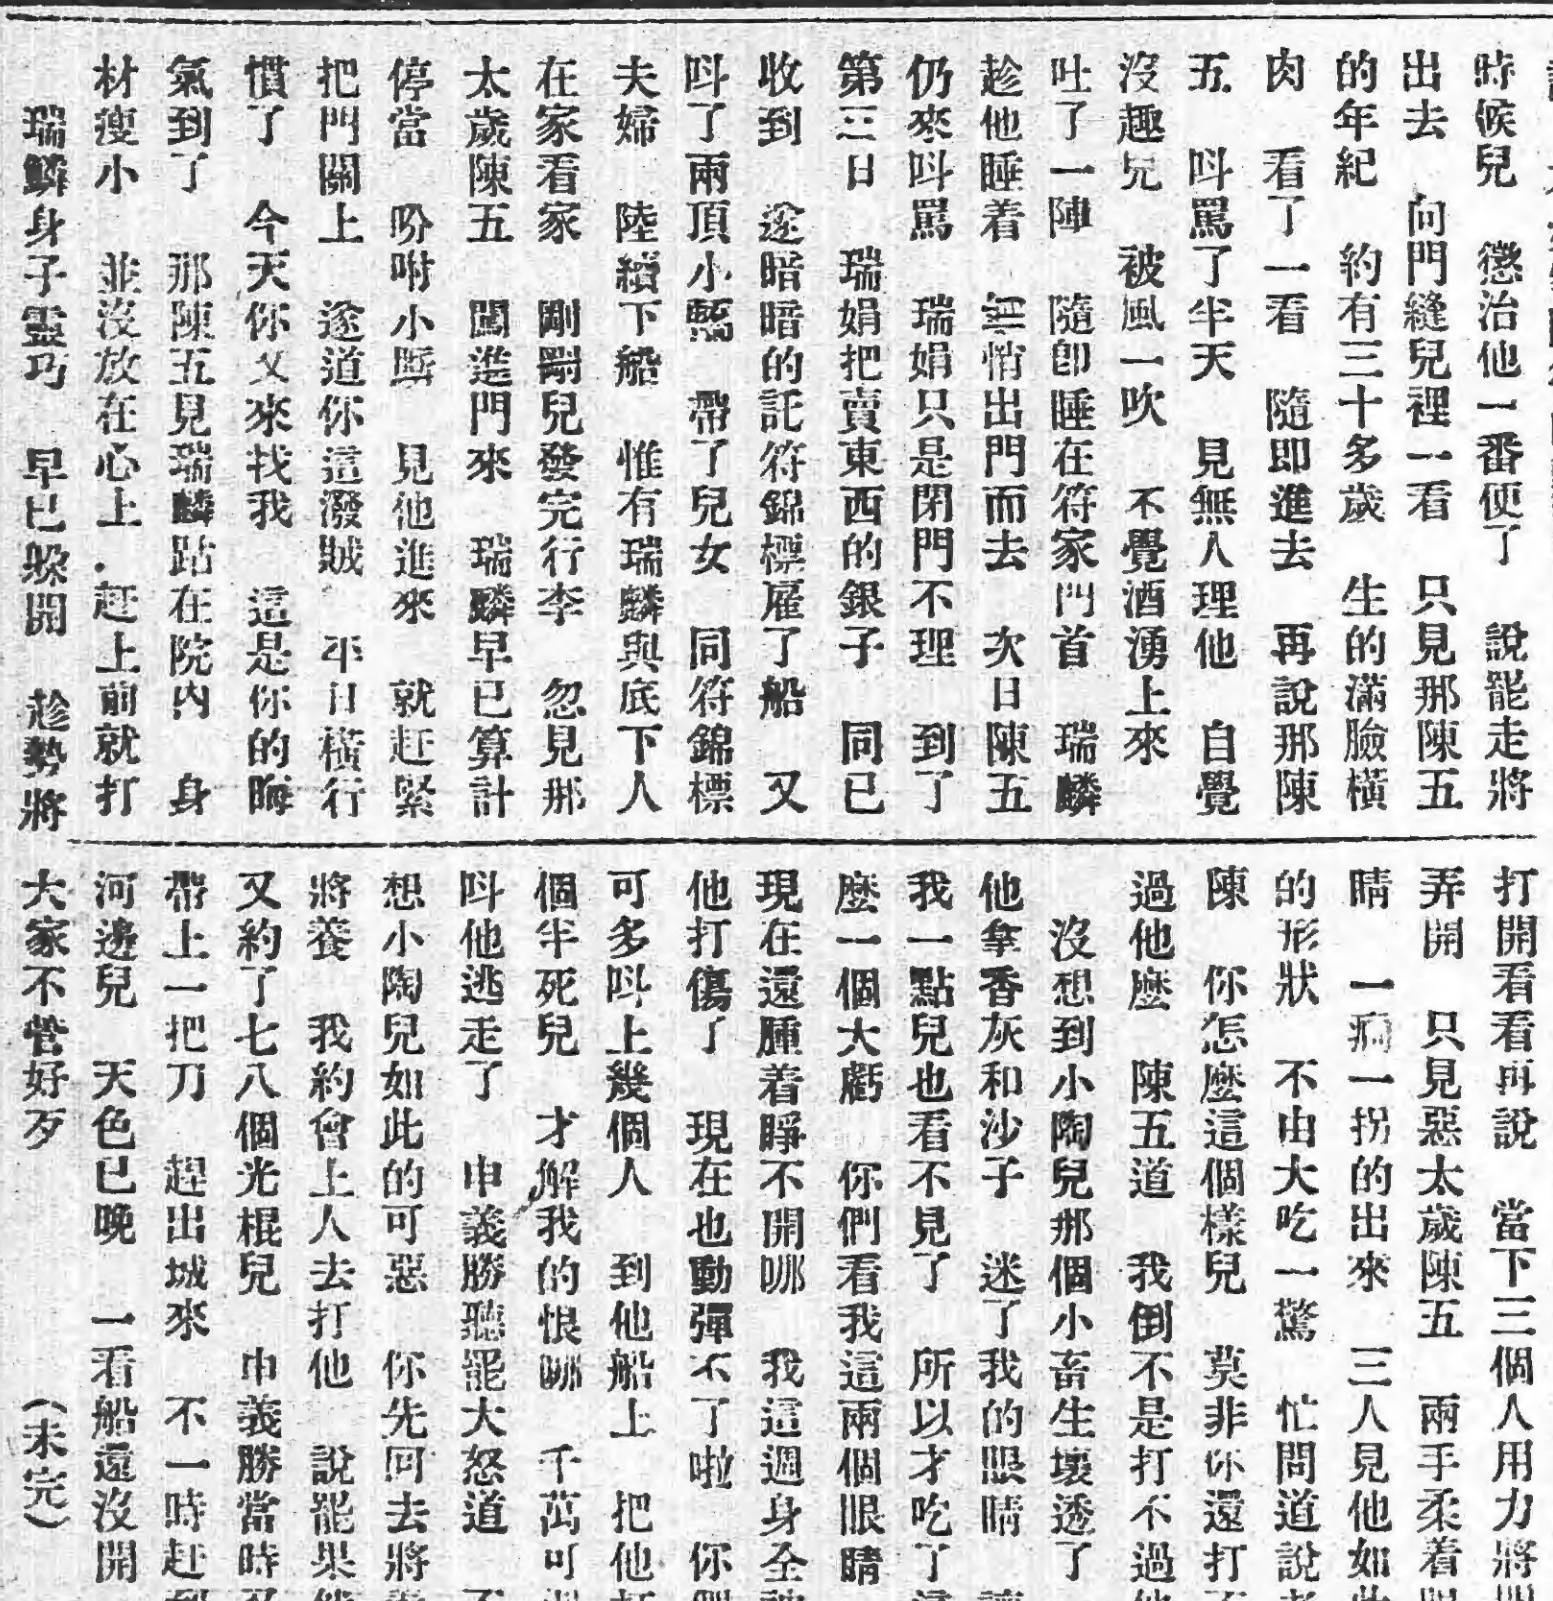 時候兒　懲治他一番便了　說罷走將
出去　向門縫兒裡一看　只見那陳五
的年紀　約有三十多歲　生的滿臉橫
肉　看了一看　隨即進去　再說那陳
五　呌罵了半天　見無人理他　自覺
沒趣兒　被風一吹　不覺酒湧上來
吐了一陣　隨卽睡在符家門首　瑞麟
趁他睡着　悄出門而去　次日陳五
仍來呌罵　瑞娟只是閉門不理　到了
第三日　瑞娟把賣東西的銀子　同已
收到　遂暗暗的託符錦標雇了船　又
呌了兩頂小轎　帶了兒女　同符錦標
夫婦　陸續下船　惟有瑞麟與底下人
在家看家　剛剛兒發完行李　忽見那
太歲陳五　闖進門來　瑞麟早已算計
停當　吩咐小　見他進來　就赶緊
把門關上　遂道你這潑賊　平日橫行
慣了　今天你又來找我　這是你的晦
氣到了　那陳五見瑞麟跕在院內　身
材瘦小　並沒放在心上．赶上前就打
瑞麟身子靈巧　早已躱開　趁勢將
打開看看再說　當下三個人用力將
弄開　只見惡太歲陳五　兩手柔着
睛　一瘸一拐的出來　三人見他如此
的形狀　不由大吃一驚　忙問道說
陳　你怎麼這個樣兒　莫非你還打不
過他麼　陳五道　我倒不是打不過他
沒想到小陶兒那個小畜生壞透了
他拿香灰和沙子　迷了我的眼睛
我一點兒也看不見了　所以才吃了這
麼一個大虧　你們看我這兩個眼睛
現在還腫着睜不開哪　我這週身全被
他打傷了　現在也動彈不了啦　你們
可多呌上幾個人　到他船上　把他打
個半死兒　才解我的恨哪　千萬可
呌他逃走了　申義勝聽罷大怒道　不
想小陶兒如此的可惡　你先回去將
將養　我約會上人去打他　說罷果
又約了七八個光棍兒　申義勝當時
帶上一把刀　趕出城來　不一時赶到
河邊兒　天色已晚　一看船還沒開
大家不管好歹　　（未完）